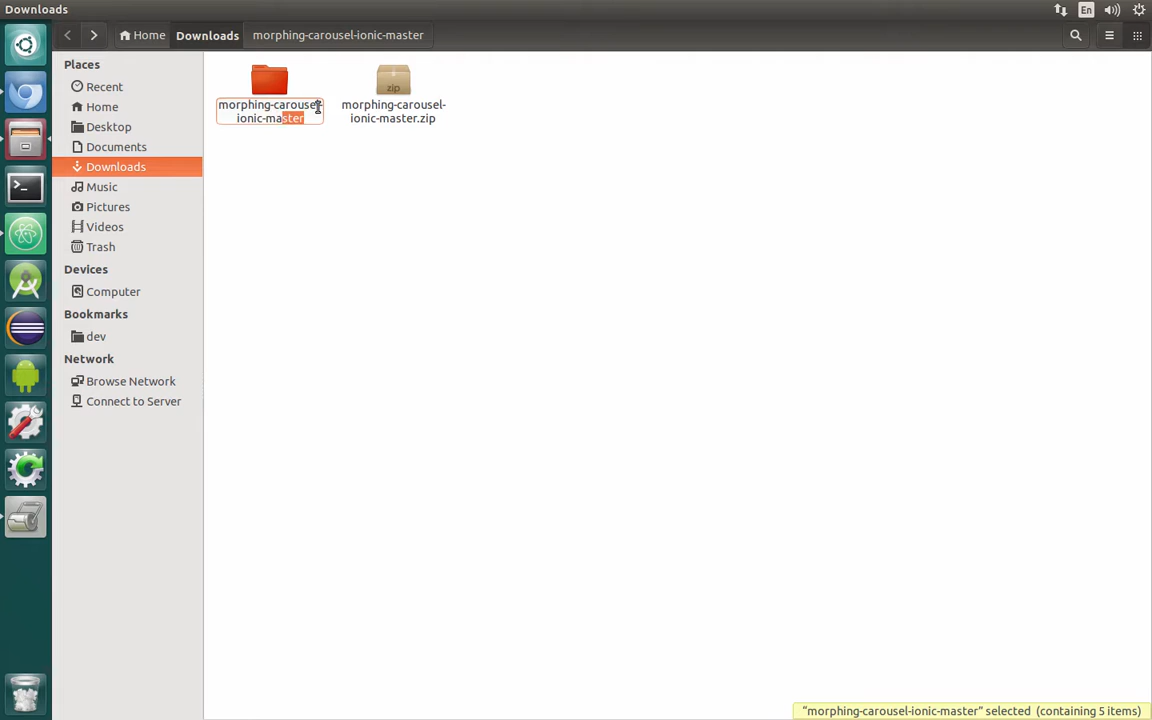 Downloads
En
Home
Downloads
morphing-carousel-ionic-master
Places
Recent
Home
Desktop
Documents
Downloads
Music
Pictures
Videos
Trash
Devices
Computer
Bookmarks
dev
Network
Browse Network
Connect to Server
morphing-carousel-
ionic-master
zip
morphing-carousel-
ionic-master.zip
"morphing-carousel-ionic-master" selected (containing 5 items)